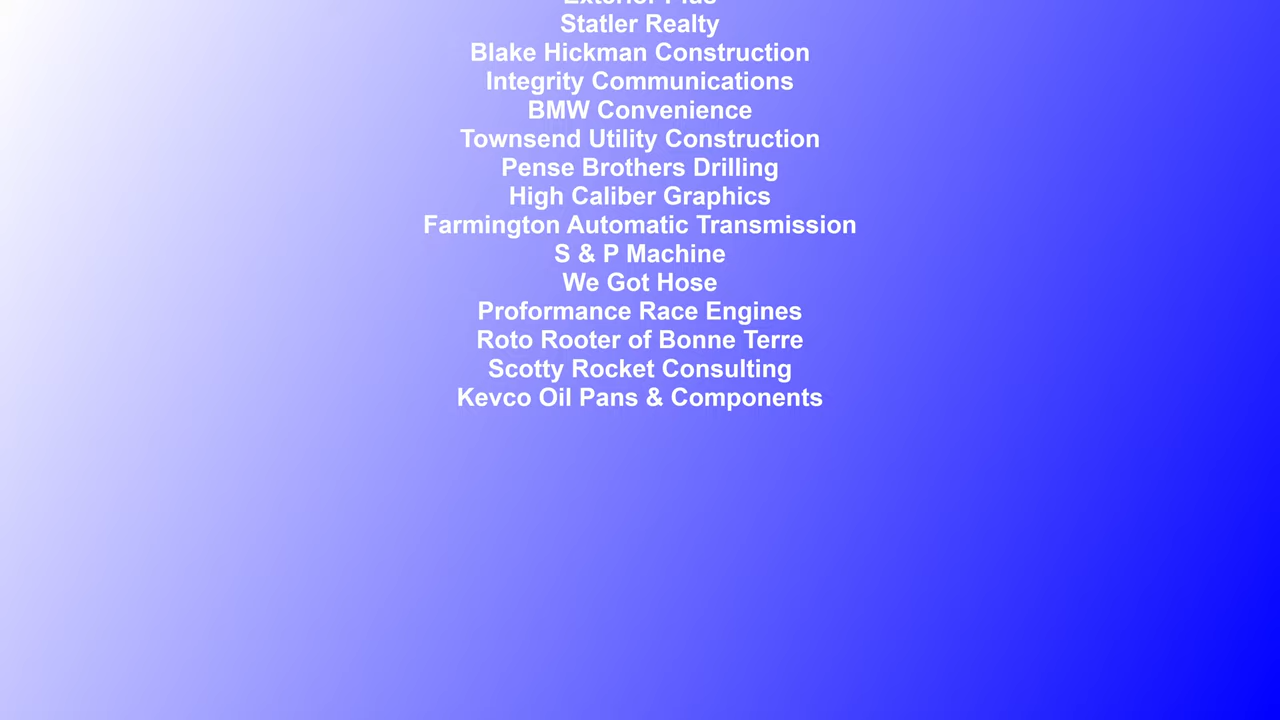 Exterior Plus
Statler Realty
Blake Hickman Construction
Integrity Communications
BMW Convenience
Townsend Utility Construction
Pense Brothers Drilling
High Caliber Graphics
Farmington Automatic Transmission
S & P Machine
We Got Hose
Proformance Race Engines
Roto Rooter of Bonne Terre
Scotty Rocket Consulting
Kevco Oil Pans & Components